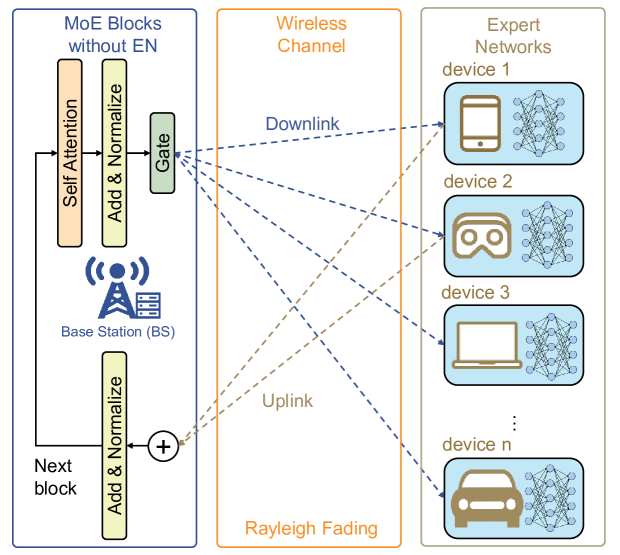 MoE Blocks
without EN
Wireless
Channel
Expert
Networks
Self Attention
Add & Normalize
Gate
Downlink
device 1
device 2
device 3
Base Station (BS)
Uplink
Add & Normalize
+
Next
block
...
device n
Rayleigh Fading